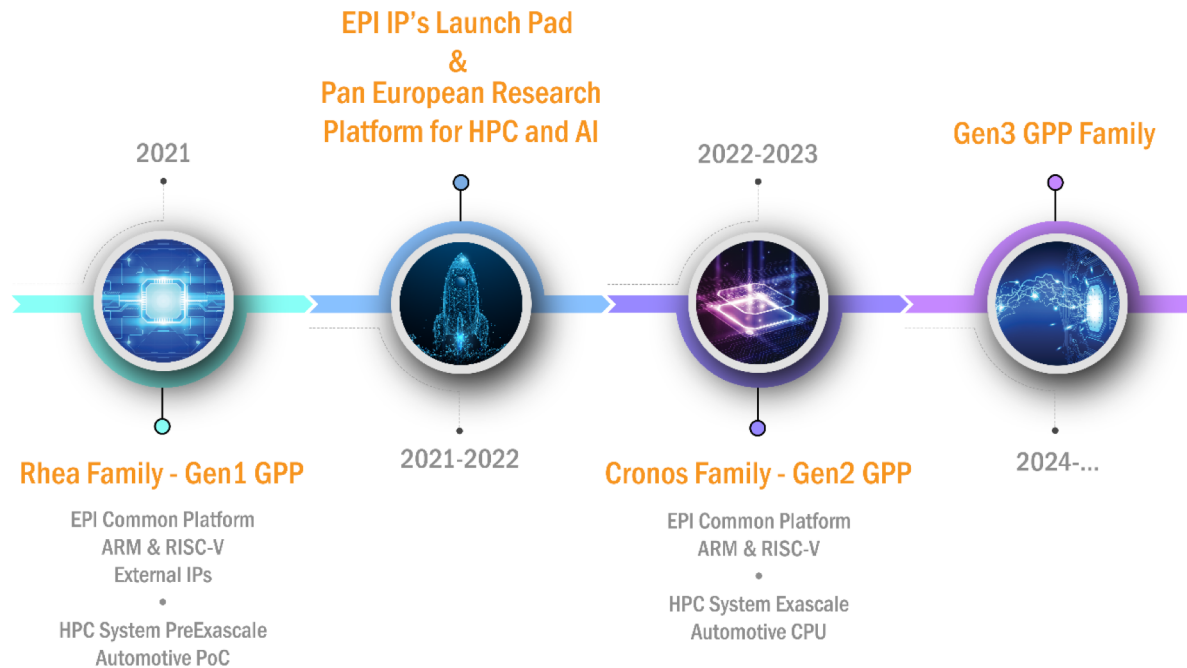 2021
Rhea Family - Gen1 GPP
EPI Common Platform
ARM & RISC-V
External IPs
•
HPC System PreExascale
Automotive PoC
EPI IP's Launch Pad
&
Pan European Research
Platform for HPC and AI
2021-2022
2022-2023
Cronos Family - Gen2 GPP
EPI Common Platform
ARM & RISC-V
•
HPC System Exascale
Automotive CPU
Gen3 GPP Family
2024-...